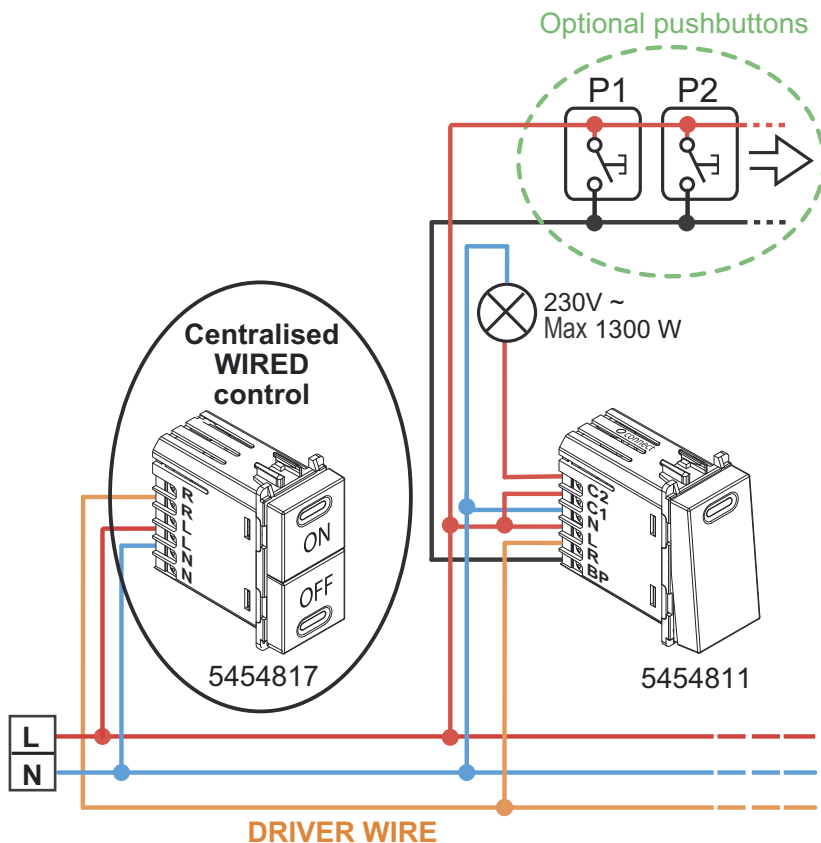 Optional pushbuttons
P1 P2
230V ~
Max 1300 W
Centralised
WIRED
control
connect
R
R
L
L
N
N
ON
OFF
C2
C1
N
L
R
BP
5454817
5454811
L
N
DRIVER WIRE